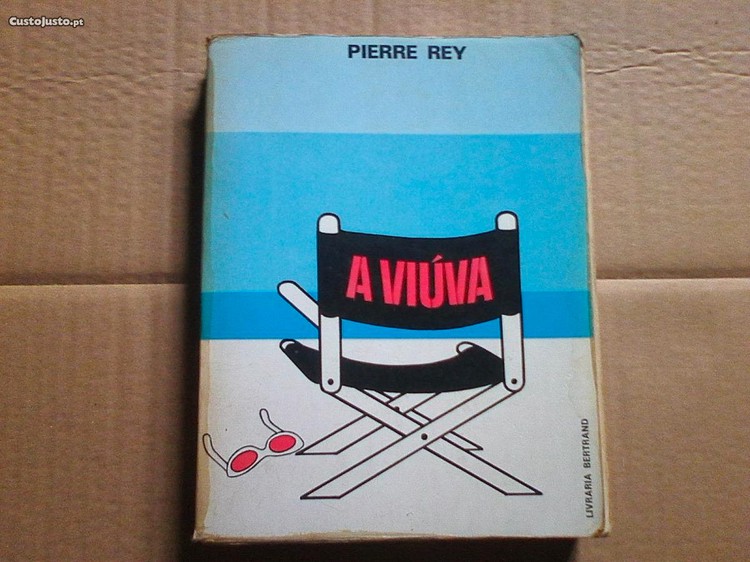 CustoJusto.pt
PIERRE REY
A VIÚVA
LIVRARIA BERTRAND